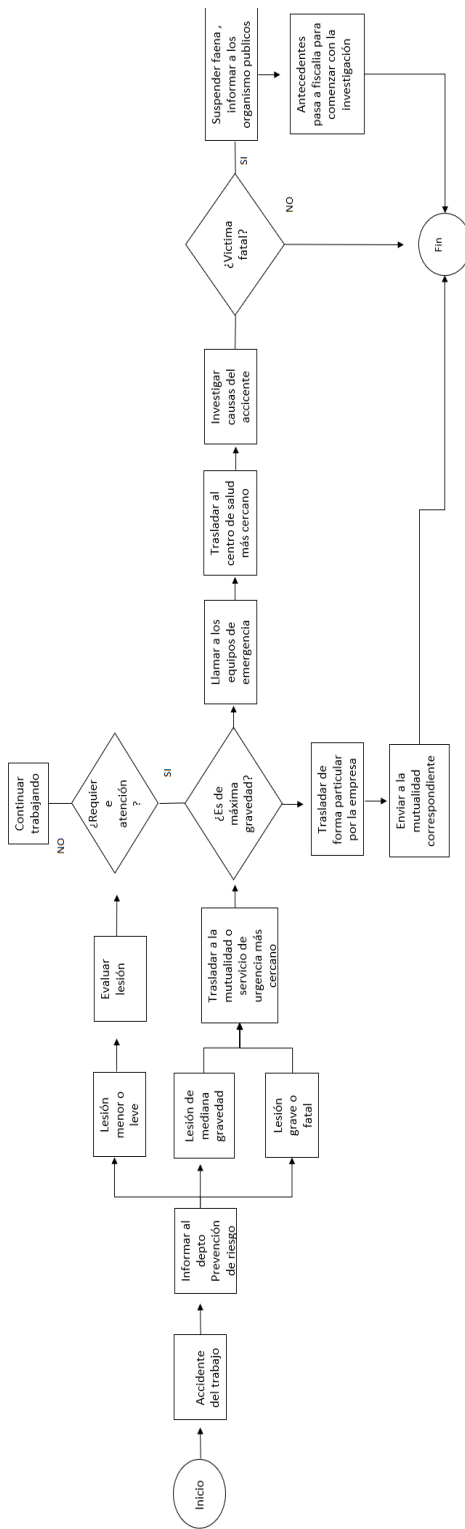 Inicio
Accidente
del trabajo
Informar al
depto
Prevención
de riesgo
Lesión
menor o
leve
Lesión de
mediana
gravedad
Lesión
grave o
fatal
Evaluar
lesión
Trasladar a la
mutualidad o
servicio de
urgencia más
cercano
¿Requier
e
atención
?
NO
SI
Continuar
trabajando
¿Es de
máxima
gravedad?
Trasladar de
forma particular
por la empresa
Enviar a la
mutualidad
correspondiente
Llamar a los
equipos de
emergencia
Trasladar al
centro de salud
más cercano
Investigar
causas del
accicente
¿Victima
fatal?
SI
NO
Suspender faena ,
informar a los
organismo publicos
Antecedentes
pasa a fiscalia para
comenzar con la
investigación
Fin